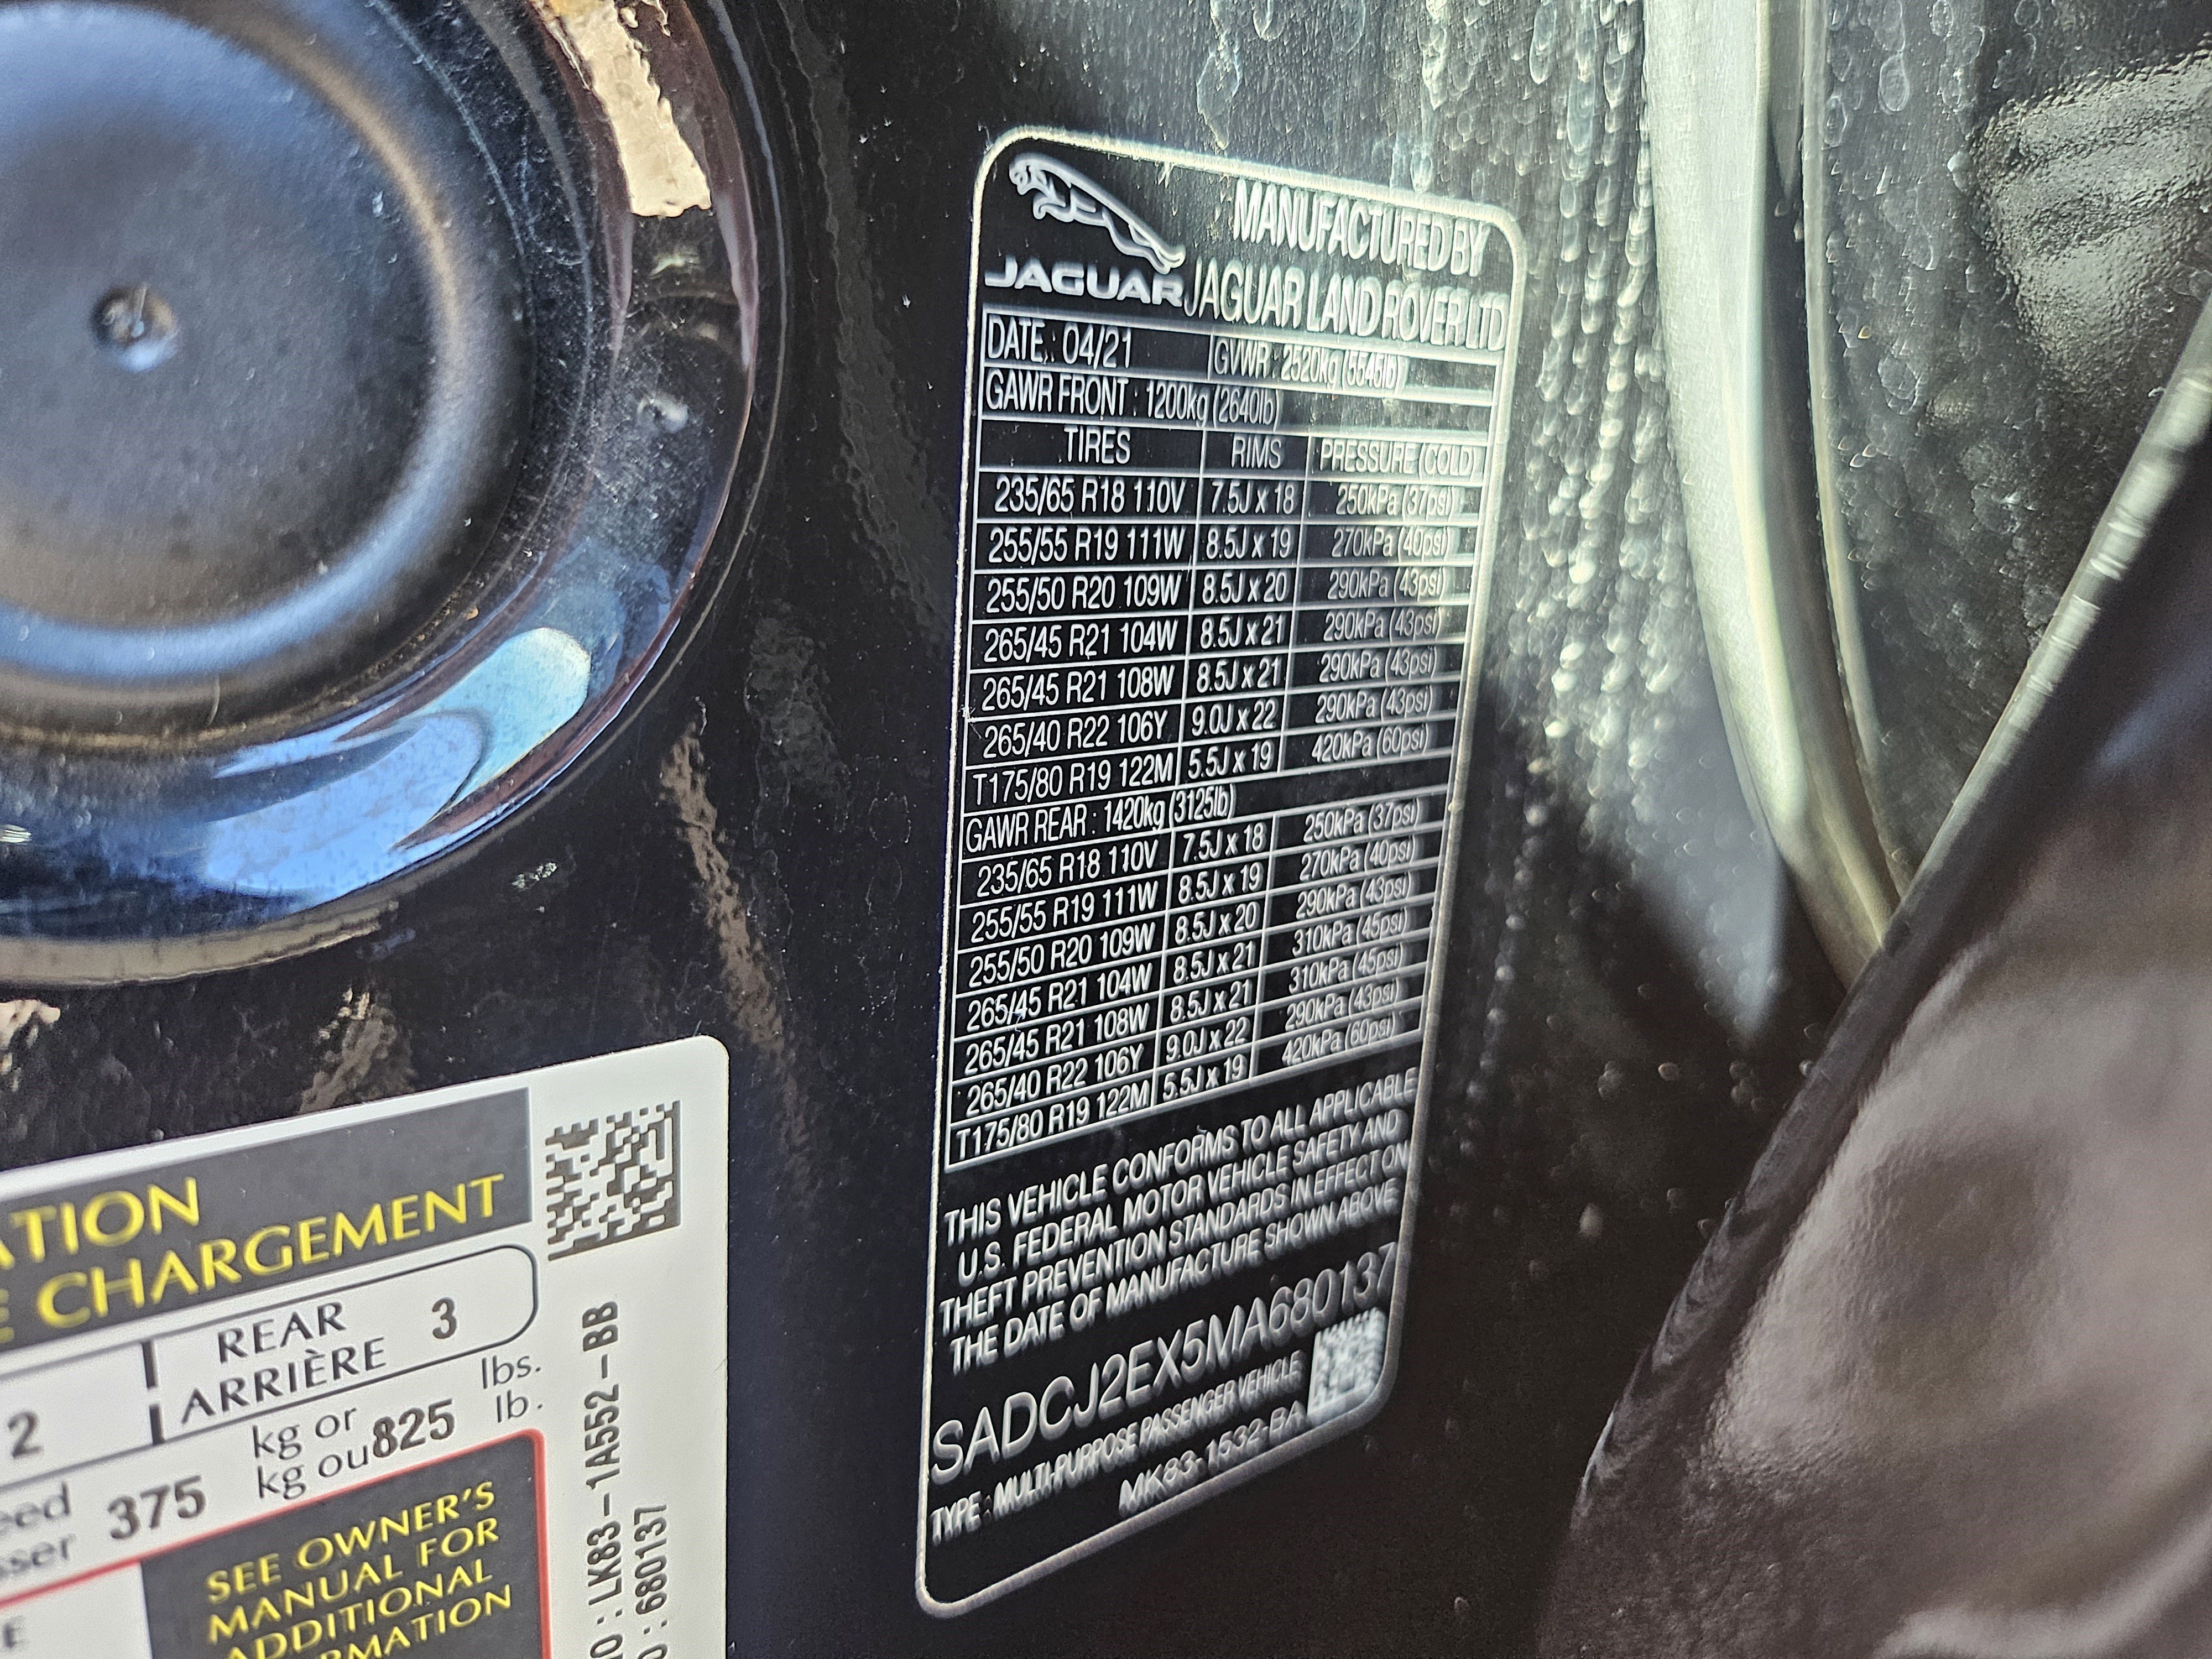 JAGUAR
MANUFACTURED BY
JAGUAR LAND ROVER LTD
DATE : 04/21 GVWR : 2520kg (5545lb)
GAWR FRONT : 1200kg (2640lb)
TIRES RIMS PRESSURE (COLD)
235/65 R18 110V 7.5J x 18 250kPa (37psi)
255/55 R19 111W 8.5J x 19 270kPa (40psi)
255/50 R20 109W 8.5J x 20 290kPa (43psi)
265/45 R21 104W 8.5J x 21 290kPa (43psi)
265/45 R21 108W 8.5J x 21 290kPa (43psi)
265/40 R22 106Y 9.0J x 22 290kPa (43psi)
T175/80 R19 122M 5.5J x 19 420kPa (60psi)
GAWR REAR : 1420kg (3125lb)
235/65 R18 110V 7.5J x 18 250kPa (37psi)
255/55 R19 111W 8.5J x 19 270kPa (40psi)
255/50 R20 109W 8.5J x 20 290kPa (43psi)
265/45 R21 104W 8.5J x 21 310kPa (45psi)
265/45 R21 108W 8.5J x 21 310kPa (45psi)
265/40 R22 106Y 9.0J x 22 290kPa (43psi)
T175/80 R19 122M 5.5J x 19 420kPa (60psi)
THIS VEHICLE CONFORMS TO ALL APPLICABLE
U.S. FEDERAL MOTOR VEHICLE SAFETY AND
THEFT PREVENTION STANDARDS IN EFFECT ON
THE DATE OF MANUFACTURE SHOWN ABOVE
SADCJ2EX5MA680137
TYPE : MULTI-PURPOSE PASSENGER VEHICLE
MK83-1532-BA
ATION
E CHARGEMENT
2 REAR 3
ARRIÈRE
eed 375 kg or 825 lbs.
sser kg ou lb.
SEE OWNER'S
MANUAL FOR
ADDITIONAL
RMATION
E
: LK83-1A552-BB
: 680137